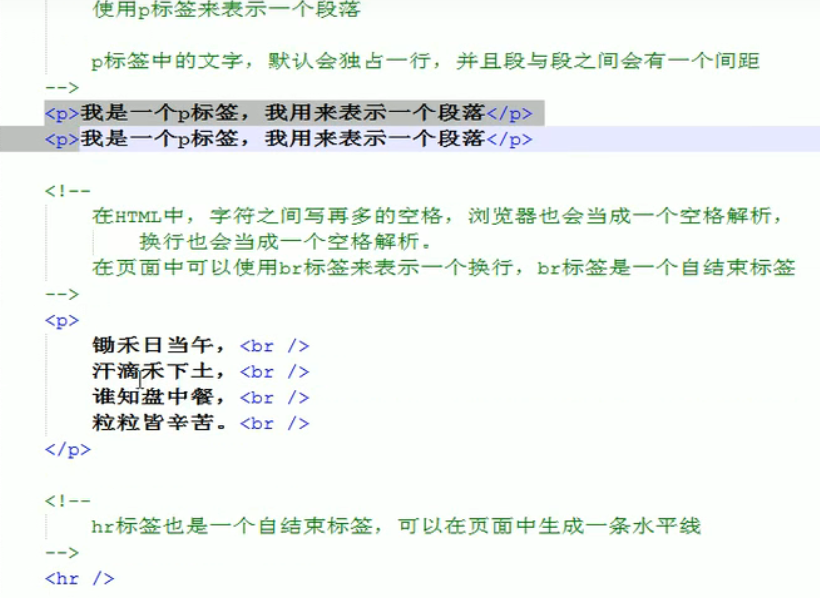 使用p标签来表示一个段落
p标签中的文字，默认会独占一行，并且段与段之间会有一个间距
-->
<p>我是一个p标签，我用来表示一个段落</p>
<p>我是一个p标签，我用来表示一个段落</p>
<!--
在HTML中，字符之间写再多的空格，浏览器也会当成一个空格解析，
换行也会当成一个空格解析。
在页面中可以使用br标签来表示一个换行，br标签是一个自结束标签
-->
<p>
锄禾日当午，<br />
汗滴禾下土，<br />
谁知盘中餐，<br />
粒粒皆辛苦。<br />
</p>
<!--
hr标签也是一个自结束标签，可以在页面中生成一条水平线
-->
<hr />